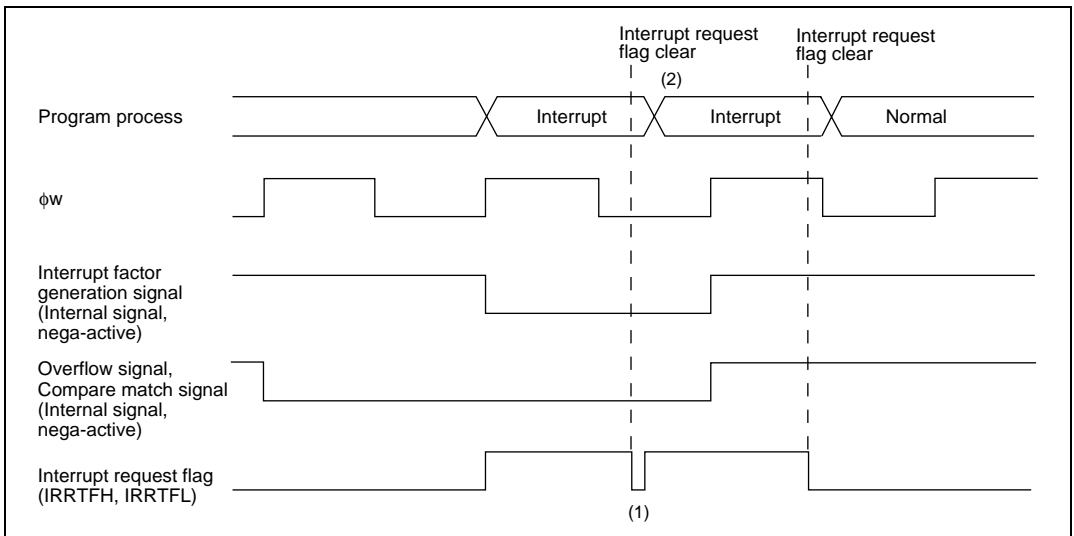 Interrupt request
flag clear
Interrupt request
flag clear
(2)
Program process
Interrupt
Interrupt
Normal
ϕw
Interrupt factor
generation signal
(Internal signal,
nega-active)
Overflow signal,
Compare match signal
(Internal signal,
nega-active)
Interrupt request flag
(IRRTFH, IRRTFL)
(1)